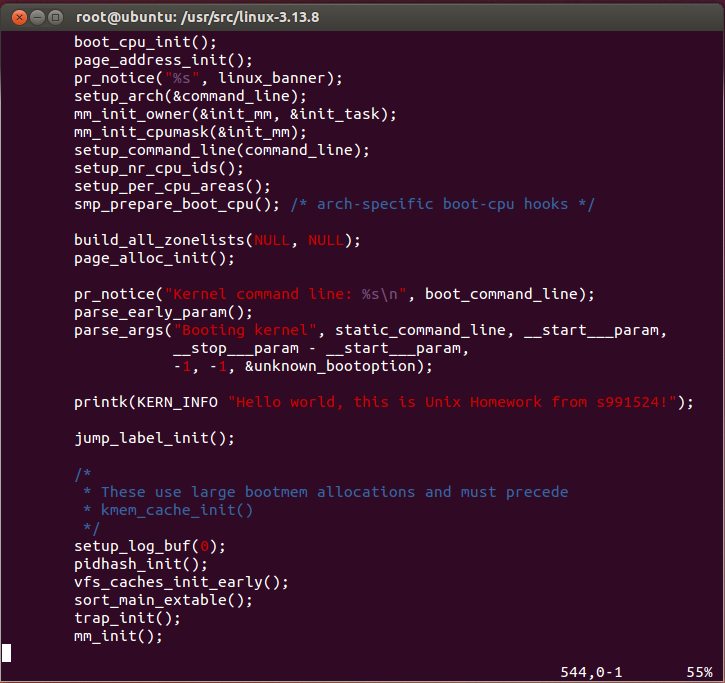 root@ubuntu: /usr/src/linux-3.13.8
boot_cpu_init();
page_address_init();
pr_notice("%s", linux_banner);
setup_arch(&command_line);
mm_init_owner(&init_mm, &init_task);
mm_init_cpumask(&init_mm);
setup_command_line(command_line);
setup_nr_cpu_ids();
setup_per_cpu_areas();
smp_prepare_boot_cpu(); /* arch-specific boot-cpu hooks */
build_all_zonelists(NULL, NULL);
page_alloc_init();
pr_notice("Kernel command line: %s\n", boot_command_line);
parse_early_param();
parse_args("Booting kernel", static_command_line, __start___param,
__stop___param - __start___param,
-1, -1, &unknown_bootoption);
printk(KERN_INFO "Hello world, this is Unix Homework from s991524!");
jump_label_init();
/*
* These use large bootmem allocations and must precede
* kmem_cache_init()
*/
setup_log_buf(0);
pidhash_init();
vfs_caches_init_early();
sort_main_extable();
trap_init();
mm_init();
544,0-1 55%